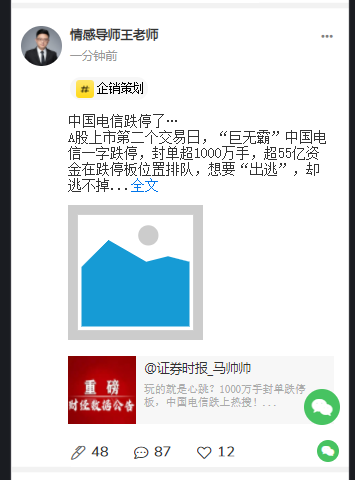 情感导师王老师
一分钟前
# 企销策划
中国电信跌停了…
A股上市第二个交易日，“巨无霸”中国电
信一字跌停，封单超1000万手，超55亿资
金在跌停板位置排队，想要“出逃”，却
逃不掉...全文
@证券时报_马帅帅
重磅
财经救援公告
玩的就是心跳？1000万手封单跌停
板，中国电信跌上热搜！...
48 87 12